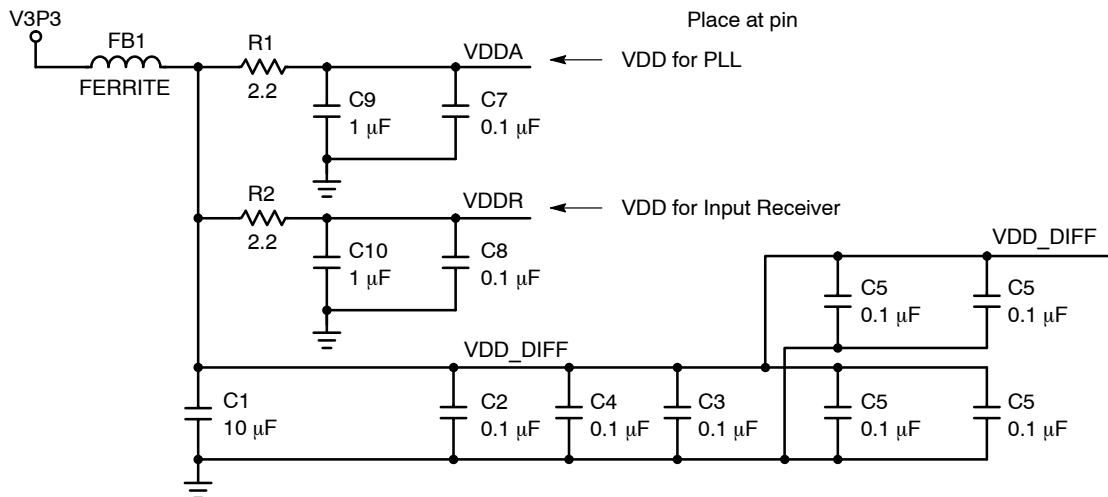 V3P3
Place at pin
FB1
R1
VDDA
VDD for PLL
FERRITE
2.2
C9
1 μF
C7
0.1 μF
R2
VDDR
VDD for Input Receiver
2.2
C10
1 μF
C8
0.1 μF
VDD_DIFF
C5
0.1 μF
C5
0.1 μF
VDD_DIFF
C1
10 μF
C2
0.1 μF
C4
0.1 μF
C3
0.1 μF
C5
0.1 μF
C5
0.1 μF